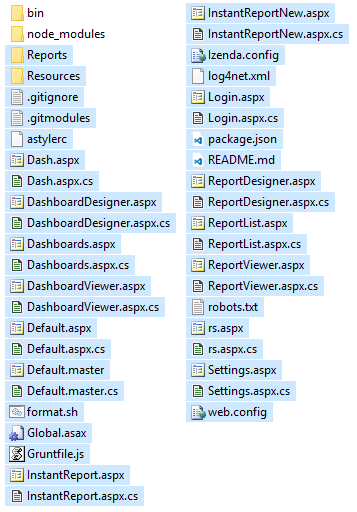 bin
node_modules
Reports
Resources
.gitignore
.gitmodules
astylerc
Dash.aspx
Dash.aspx.cs
DashboardDesigner.aspx
DashboardDesigner.aspx.cs
Dashboards.aspx
Dashboards.aspx.cs
DashboardViewer.aspx
DashboardViewer.aspx.cs
Default.aspx
Default.aspx.cs
Default.master
Default.master.cs
format.sh
Global.asax
Gruntfile.js
InstantReport.aspx
InstantReport.aspx.cs
InstantReportNew.aspx
InstantReportNew.aspx.cs
Izenda.config
log4net.xml
Login.aspx
Login.aspx.cs
package.json
README.md
ReportDesigner.aspx
ReportDesigner.aspx.cs
ReportList.aspx
ReportList.aspx.cs
ReportViewer.aspx
ReportViewer.aspx.cs
robots.txt
rs.aspx
rs.aspx.cs
Settings.aspx
Settings.aspx.cs
web.config